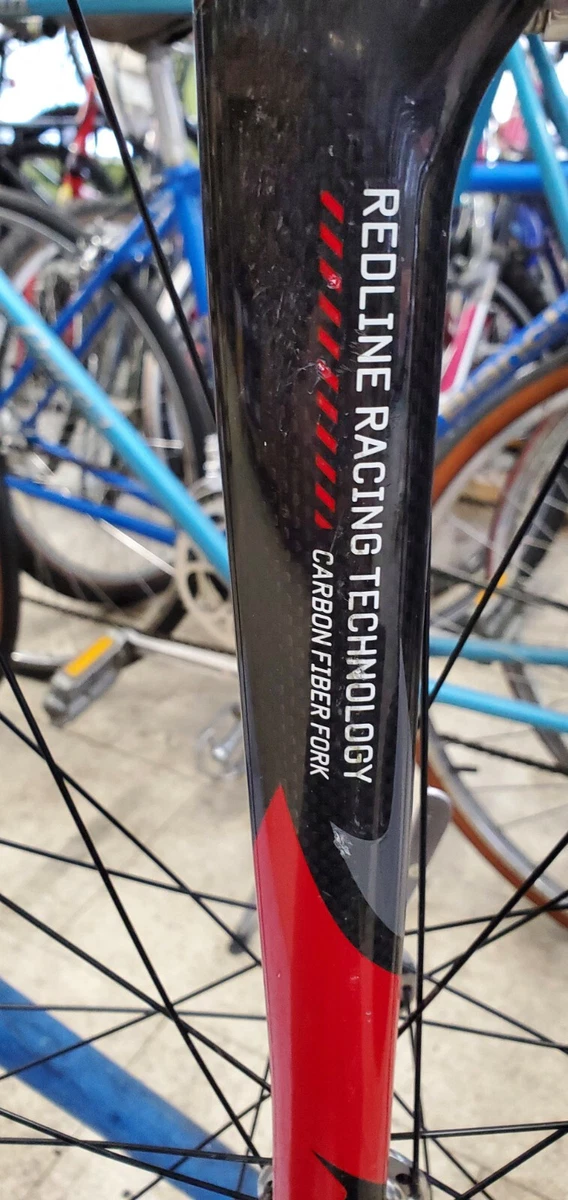 REDLINE RACING TECHNOLOGY
CARBON FIBER FORK